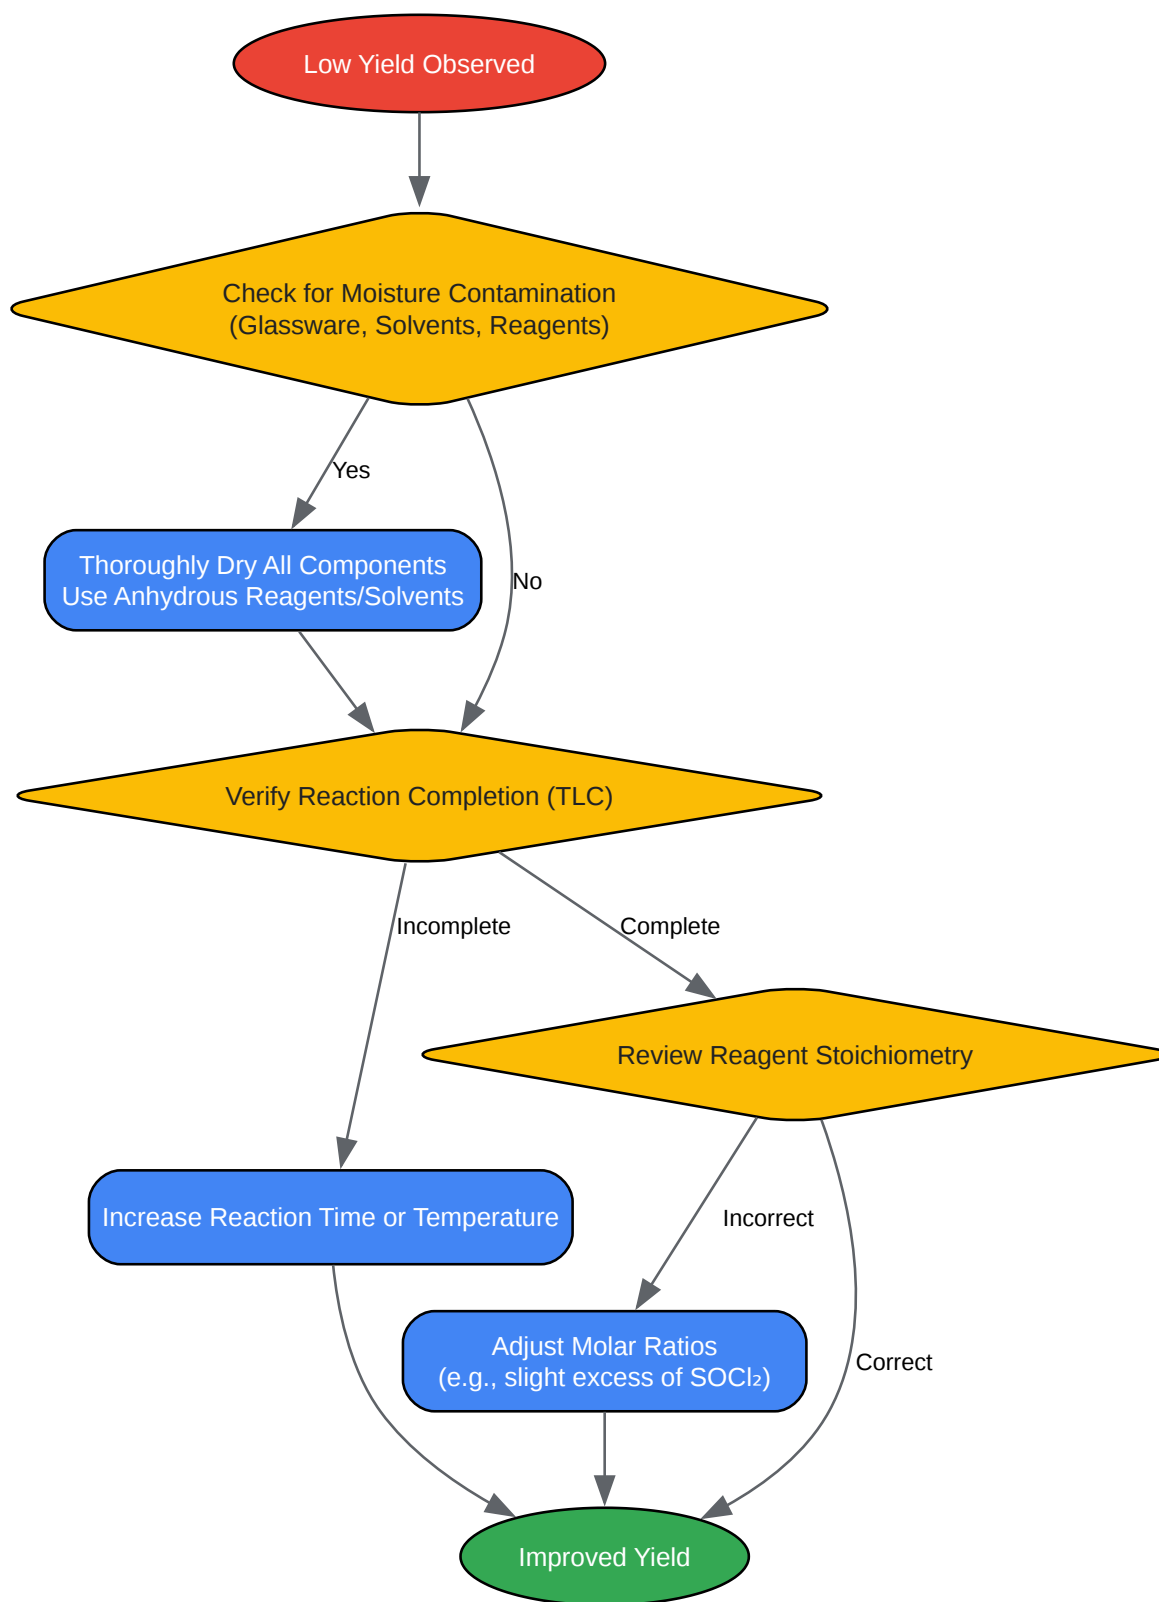 Low Yield Observed
Check for Moisture Contamination
(Glassware, Solvents, Reagents)
Yes
Thoroughly Dry All Components
Use Anhydrous Reagents/Solvents
No
Verify Reaction Completion (TLC)
Incomplete
Complete
Review Reagent Stoichiometry
Increase Reaction Time or Temperature
Incorrect
Adjust Molar Ratios
(e.g., slight excess of SOCl₂)
Correct
Improved Yield